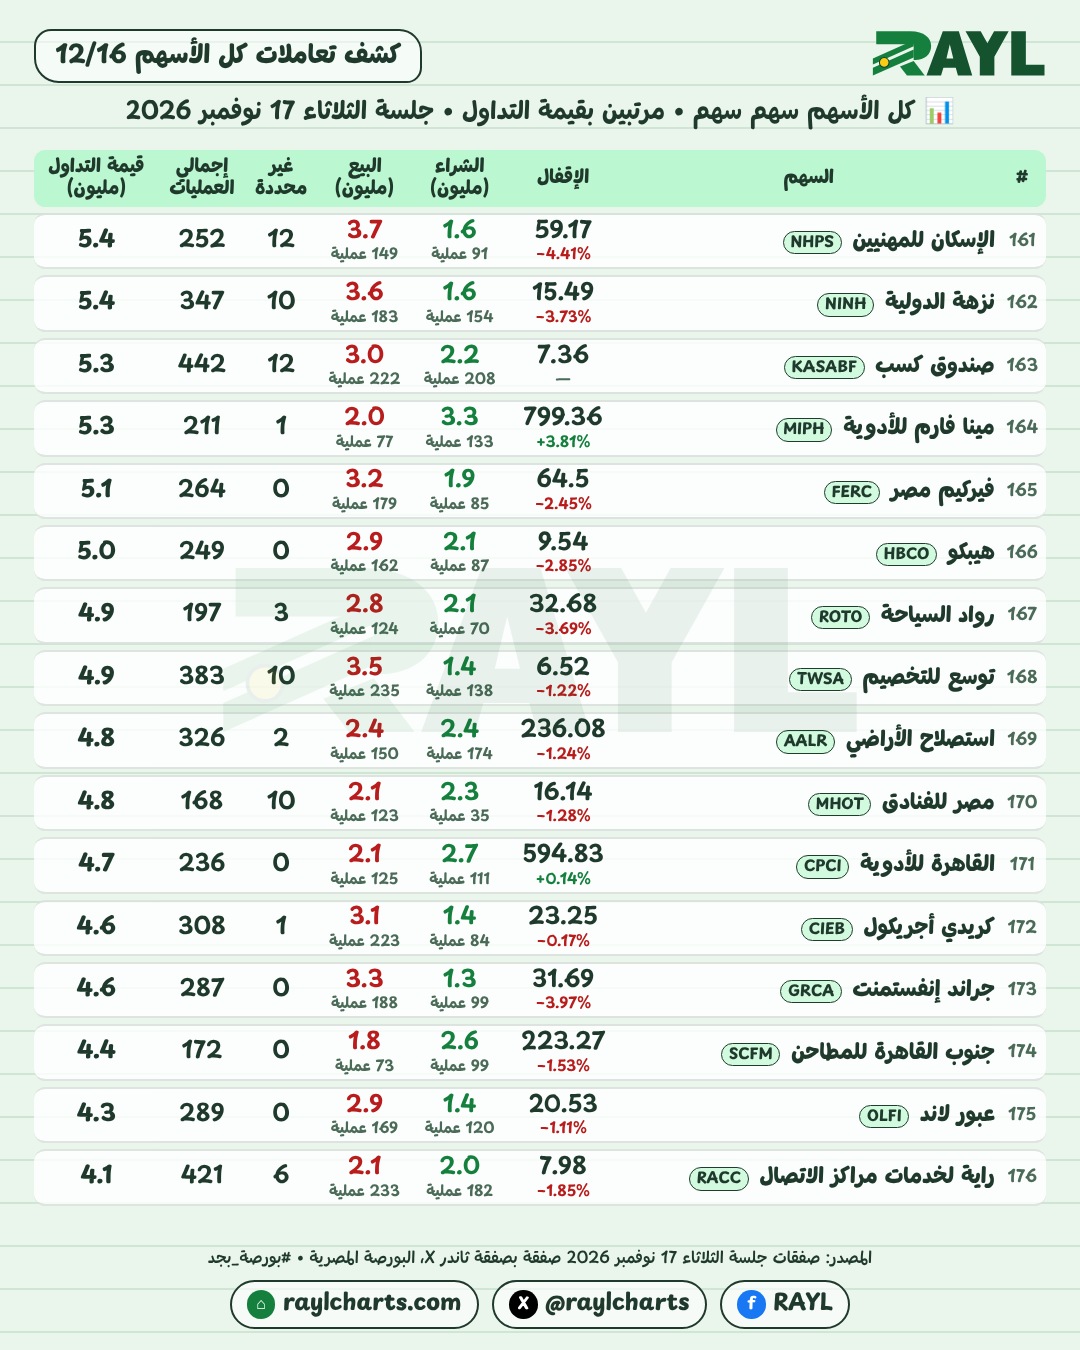 RAYL
كشف تعاملات كل الأسهم 12/16
📊 كل الأسهم سهم سهم • مرتبين بقيمة التداول • جلسة الثلاثاء 17 نوفمبر 2026
# السهم الإقفال الشراء (مليون) البيع (مليون) غير محددة إجمالي العمليات قيمة التداول (مليون)
161 الإسكان للمهنيين NHPS 59.17 1.6 3.7 12 252 5.4
-4.41% 91 عملية 149 عملية
162 نزهة الدولية NINH 15.49 1.6 3.6 10 347 5.4
-3.73% 154 عملية 183 عملية
163 صندوق كسب KASABF 7.36 2.2 3.0 12 442 5.3
— 208 عملية 222 عملية
164 مينا فارم للأدوية MIPH 799.36 3.3 2.0 1 211 5.3
+3.81% 133 عملية 77 عملية
165 فيركيم مصر FERC 64.5 1.9 3.2 0 264 5.1
-2.45% 85 عملية 179 عملية
166 هيبكو HBCO 9.54 2.1 2.9 0 249 5.0
-2.85% 87 عملية 162 عملية
167 رواد السياحة ROTO 32.68 2.1 2.8 3 197 4.9
-3.69% 70 عملية 124 عملية
168 توسع للتخصيم TWSA 6.52 1.4 3.5 10 383 4.9
-1.22% 138 عملية 235 عملية
169 استصلاح الأراضي AALR 236.08 2.4 2.4 2 326 4.8
-1.24% 174 عملية 150 عملية
170 مصر للفنادق MHOT 16.14 2.3 2.1 10 168 4.8
-1.28% 35 عملية 123 عملية
171 القاهرة للأدوية CPCI 594.83 2.7 2.1 0 236 4.7
+0.14% 111 عملية 125 عملية
172 كريدي أجريكول CIEB 23.25 1.4 3.1 1 308 4.6
-0.17% 84 عملية 223 عملية
173 جراند إنفستمنت GRCA 31.69 1.3 3.3 0 287 4.6
-3.97% 99 عملية 188 عملية
174 جنوب القاهرة للمطاحن SCFM 223.27 2.6 1.8 0 172 4.4
-1.53% 99 عملية 73 عملية
175 عبور لاند OLFI 20.53 1.4 2.9 0 289 4.3
-1.11% 120 عملية 169 عملية
176 راية لخدمات مراكز الاتصال RACC 7.98 2.0 2.1 6 421 4.1
-1.85% 182 عملية 233 عملية
المصدر: صفقات جلسة الثلاثاء 17 نوفمبر 2026 صفقة بصفقة ثاندر X، البورصة المصرية • #بورصة_بجد
raylcharts.com
X @raylcharts
f RAYL